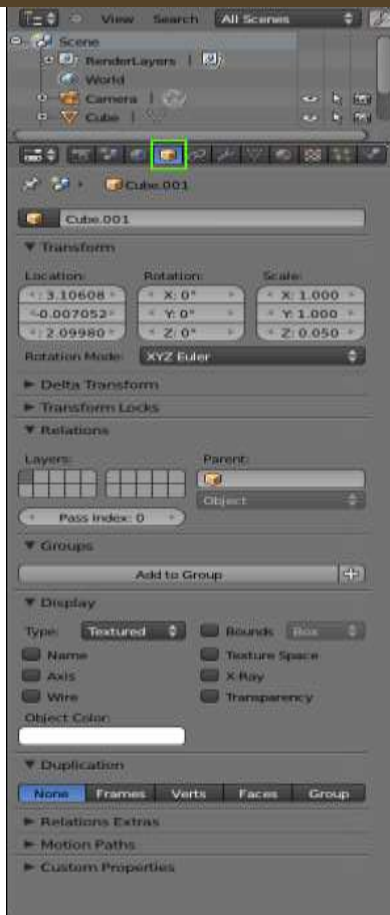 View Search All Scenes
Scene
RenderLayers |
World
Camera |
Cube |
Cube.001
Cube.001
Transform
Location: Rotation: Scale:
: 3.10608 X: 0° X: 1.000
-0.007052 Y: 0° Y: 1.000
: 2.09980 Z: 0° Z: 0.050
Rotation Mode: XYZ Euler
Delta Transform
Transform Locks
Relations
Layers: Parent:
Object
Pass Index: 0
Groups
Add to Group
Display
Type: Textured Bounds Box
Name Texture Space
Axis X-Ray
Wire Transparency
Object Color:
Duplication
None Frames Verts Faces Group
Relations Extras
Motion Paths
Custom Properties